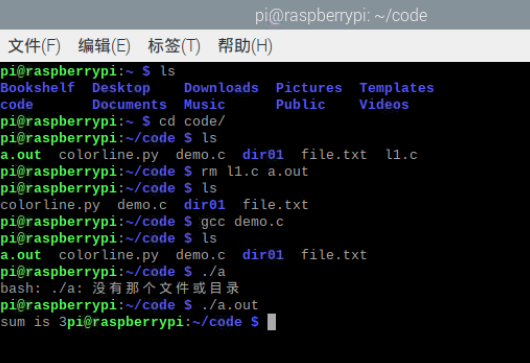 pi@raspberrypi: ~/code
文件(F) 编辑(E) 标签(T) 帮助(H)
pi@raspberrypi:~ $ ls
Bookshelf Desktop Downloads Pictures Templates
code Documents Music Public Videos
pi@raspberrypi:~ $ cd code/
pi@raspberrypi:~/code $ ls
a.out colorline.py demo.c dir01 file.txt l1.c
pi@raspberrypi:~/code $ rm l1.c a.out
pi@raspberrypi:~/code $ ls
colorline.py demo.c dir01 file.txt
pi@raspberrypi:~/code $ gcc demo.c
pi@raspberrypi:~/code $ ls
a.out colorline.py demo.c dir01 file.txt
pi@raspberrypi:~/code $ ./a
bash: ./a: 没有那个文件或目录
pi@raspberrypi:~/code $ ./a.out
sum is 3pi@raspberrypi:~/code $